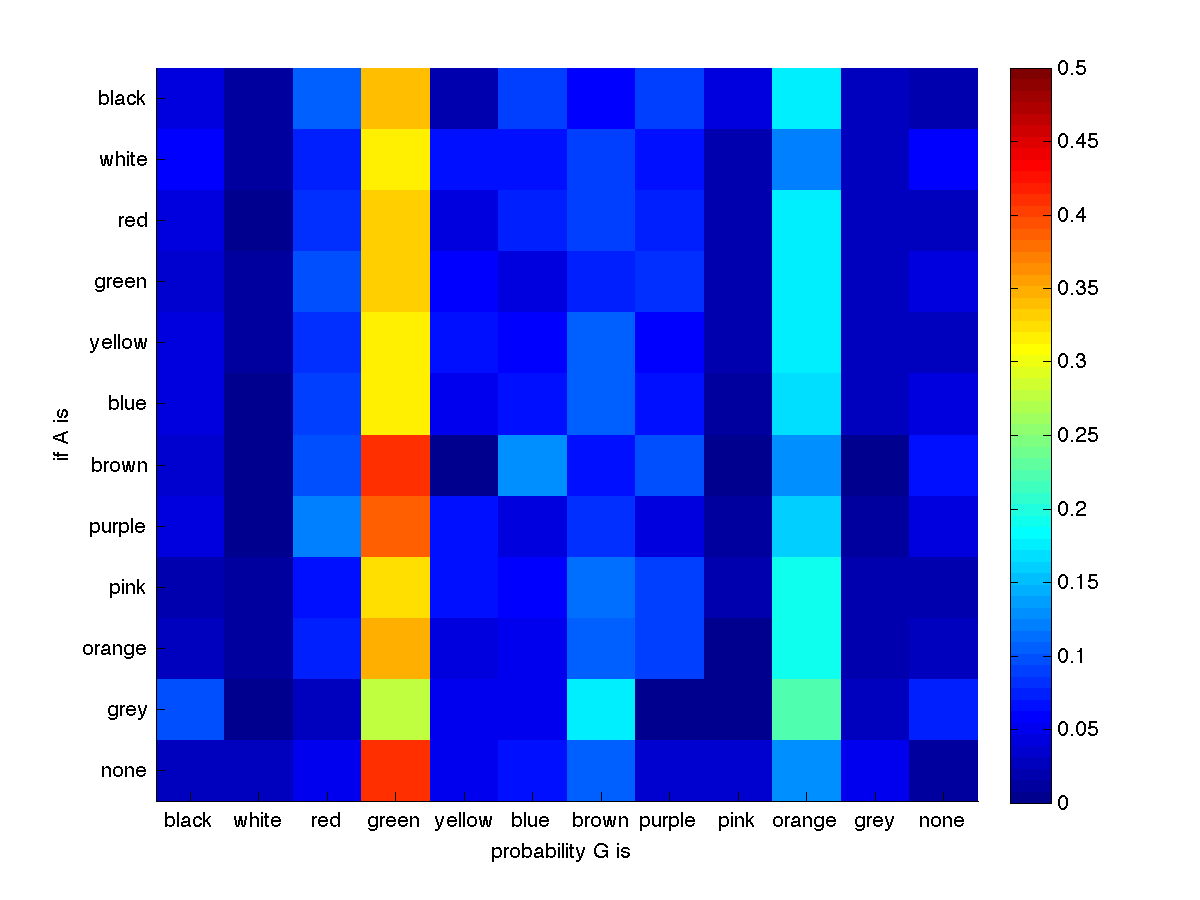 black
white
red
green
yellow
blue
brown
purple
pink
orange
grey
none
if A is
black white red green yellow blue brown purple pink orange grey none
probability G is
0.5
0.45
0.4
0.35
0.3
0.25
0.2
0.15
0.1
0.05
0